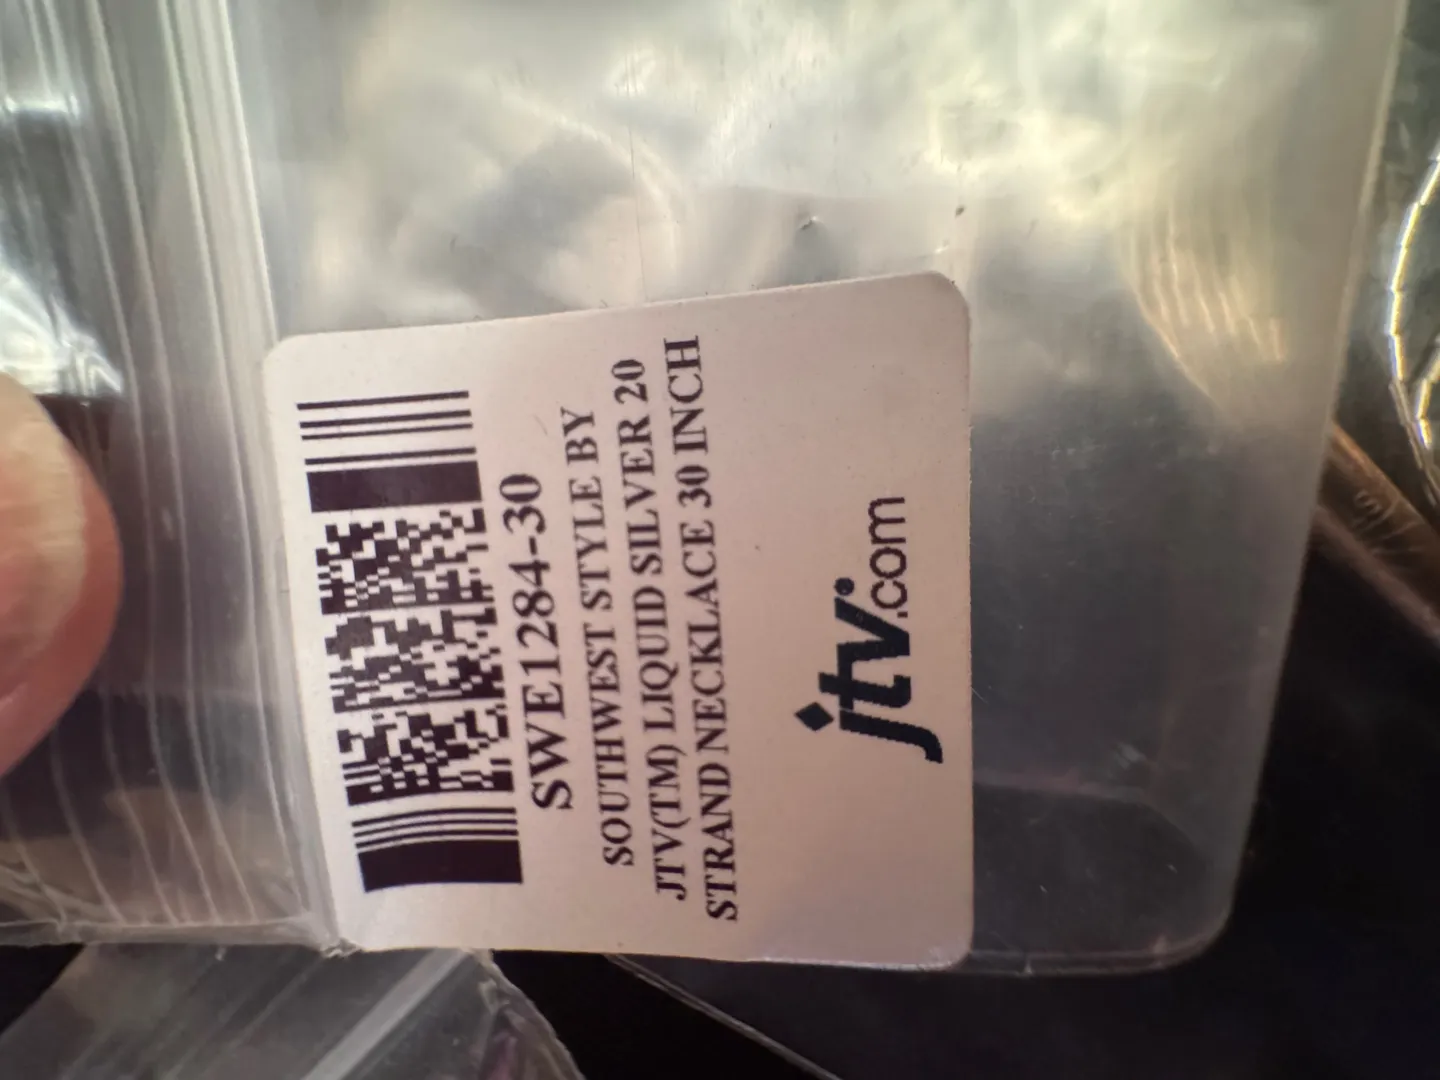 SWE1284-30
SOUTHWEST STYLE BY
JTV(TM) LIQUID SILVER 20
STRAND NECKLACE 30 INCH
jtv.com